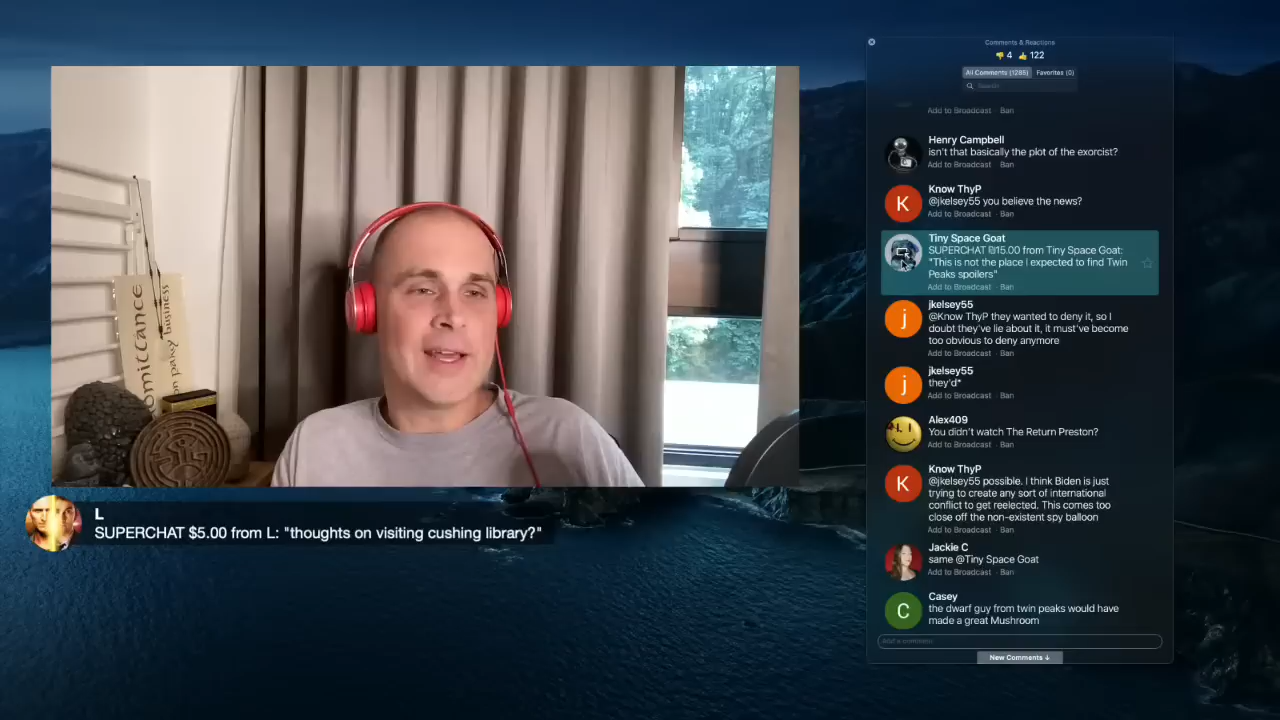 omittance
on parky business
L
SUPERCHAT $5.00 from L: "thoughts on visiting cushing library?"
Comments & Reactions
4 122
All Comments (1285) Favorites (0)
Search
Add to Broadcast · Ban
Henry Campbell
isn't that basically the plot of the exorcist?
Add to Broadcast · Ban
K
Know ThyP
@jkelsey55 you believe the news?
Add to Broadcast · Ban
Tiny Space Goat
SUPERCHAT ₪15.00 from Tiny Space Goat:
"This is not the place I expected to find Twin
Peaks spoilers"
Add to Broadcast · Ban
j
jkelsey55
@Know ThyP they wanted to deny it, so I
doubt they've lie about it, it must've become
too obvious to deny anymore
Add to Broadcast · Ban
j
jkelsey55
they'd*
Add to Broadcast · Ban
Alex409
You didn't watch The Return Preston?
Add to Broadcast · Ban
K
Know ThyP
@jkelsey55 possible. I think Biden is just
trying to create any sort of international
conflict to get reelected. This comes too
close off the non-existent spy balloon
Add to Broadcast · Ban
Jackie C
same @Tiny Space Goat
Add to Broadcast · Ban
C
Casey
the dwarf guy from twin peaks would have
made a great Mushroom
Add a comment
New Comments ↓